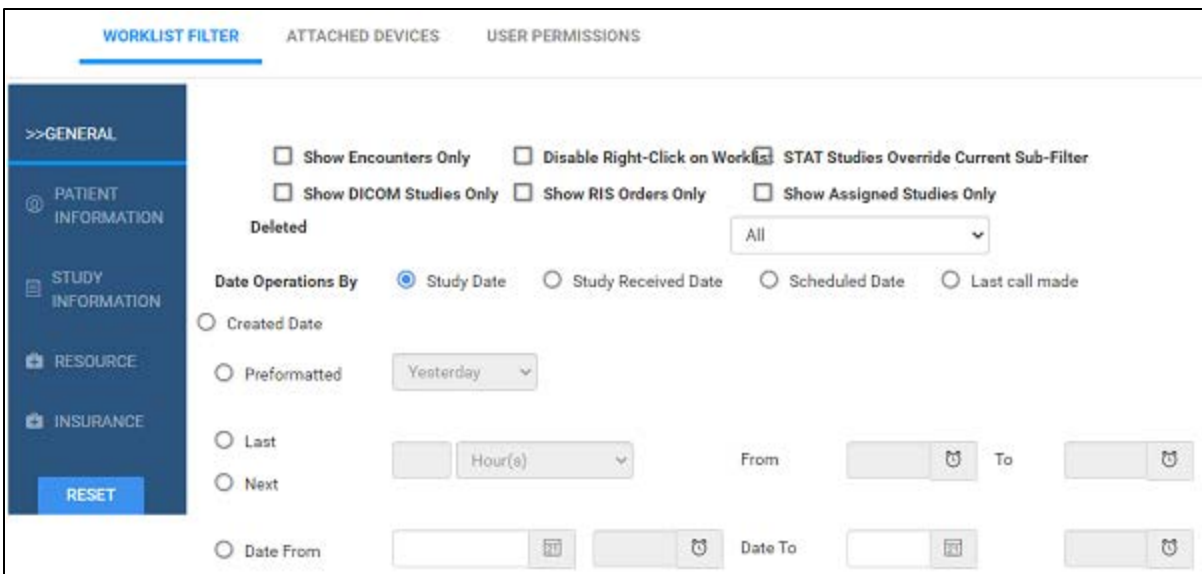 WORKLIST FILTER ATTACHED DEVICES USER PERMISSIONS
>>GENERAL
PATIENT
INFORMATION
STUDY
INFORMATION
RESOURCE
INSURANCE
RESET
Show Encounters Only Disable Right-Click on Worklist STAT Studies Override Current Sub-Filter
Show DICOM Studies Only Show RIS Orders Only Show Assigned Studies Only
Deleted All
Date Operations By Study Date Study Received Date Scheduled Date Last call made
Created Date
Preformatted Yesterday
Last
Hour(s) From To
Next
Date From Date To